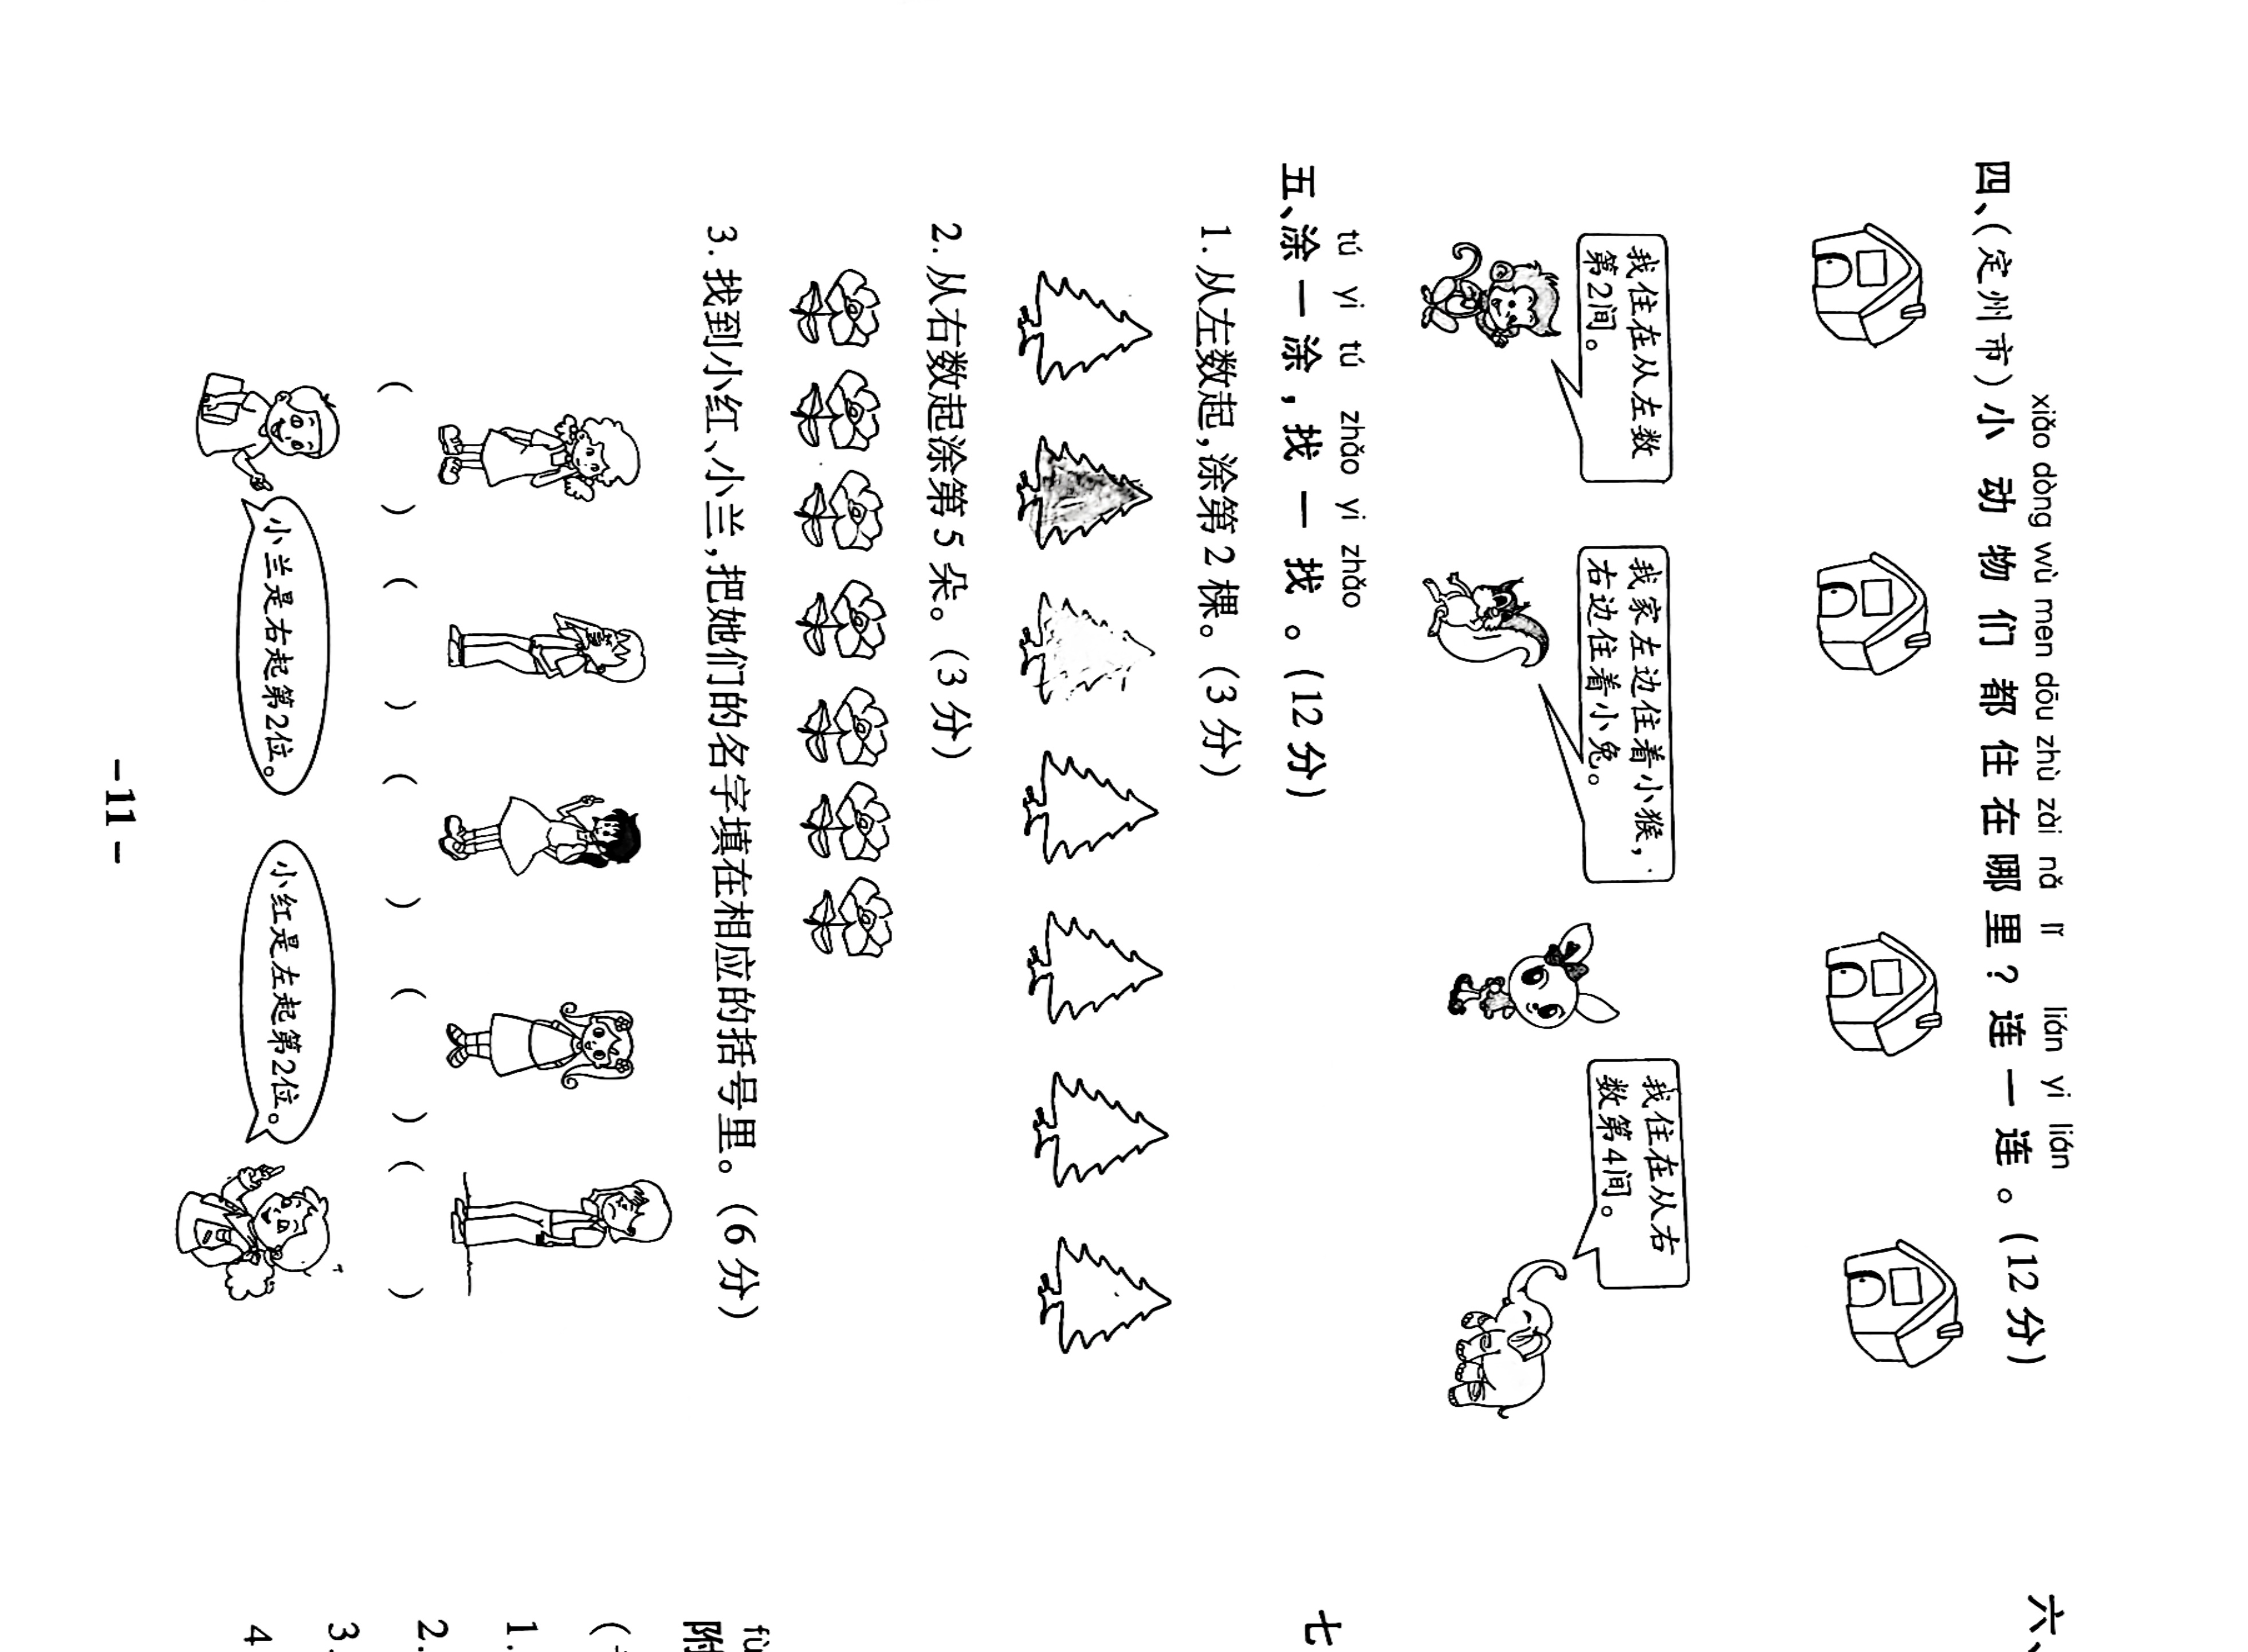 四、(定州市)小动物们都住在哪里?连一连。(12分)
xiǎo dòng wù men dōu zhù zài nǎ lǐ lián yi lián
我住在从左数
第2间。
我家左边住着小猴,
右边住着小兔。
我住在从右
数第4间。
tú yi tú zhǎo yi zhǎo
五、涂一涂,找一找。(12分)
1.从左数起,涂第2棵。(3分)
2.从右数起涂第5朵。(3分)
3.找到小红、小兰,把她们的名字填在相应的括号里。(6分)
( ) ( ) ( ) ( ) ( )
小兰是右起第2位。
小红是左起第2位。
-11-
六、
七
fù
附
(
1.
2.
3.
4